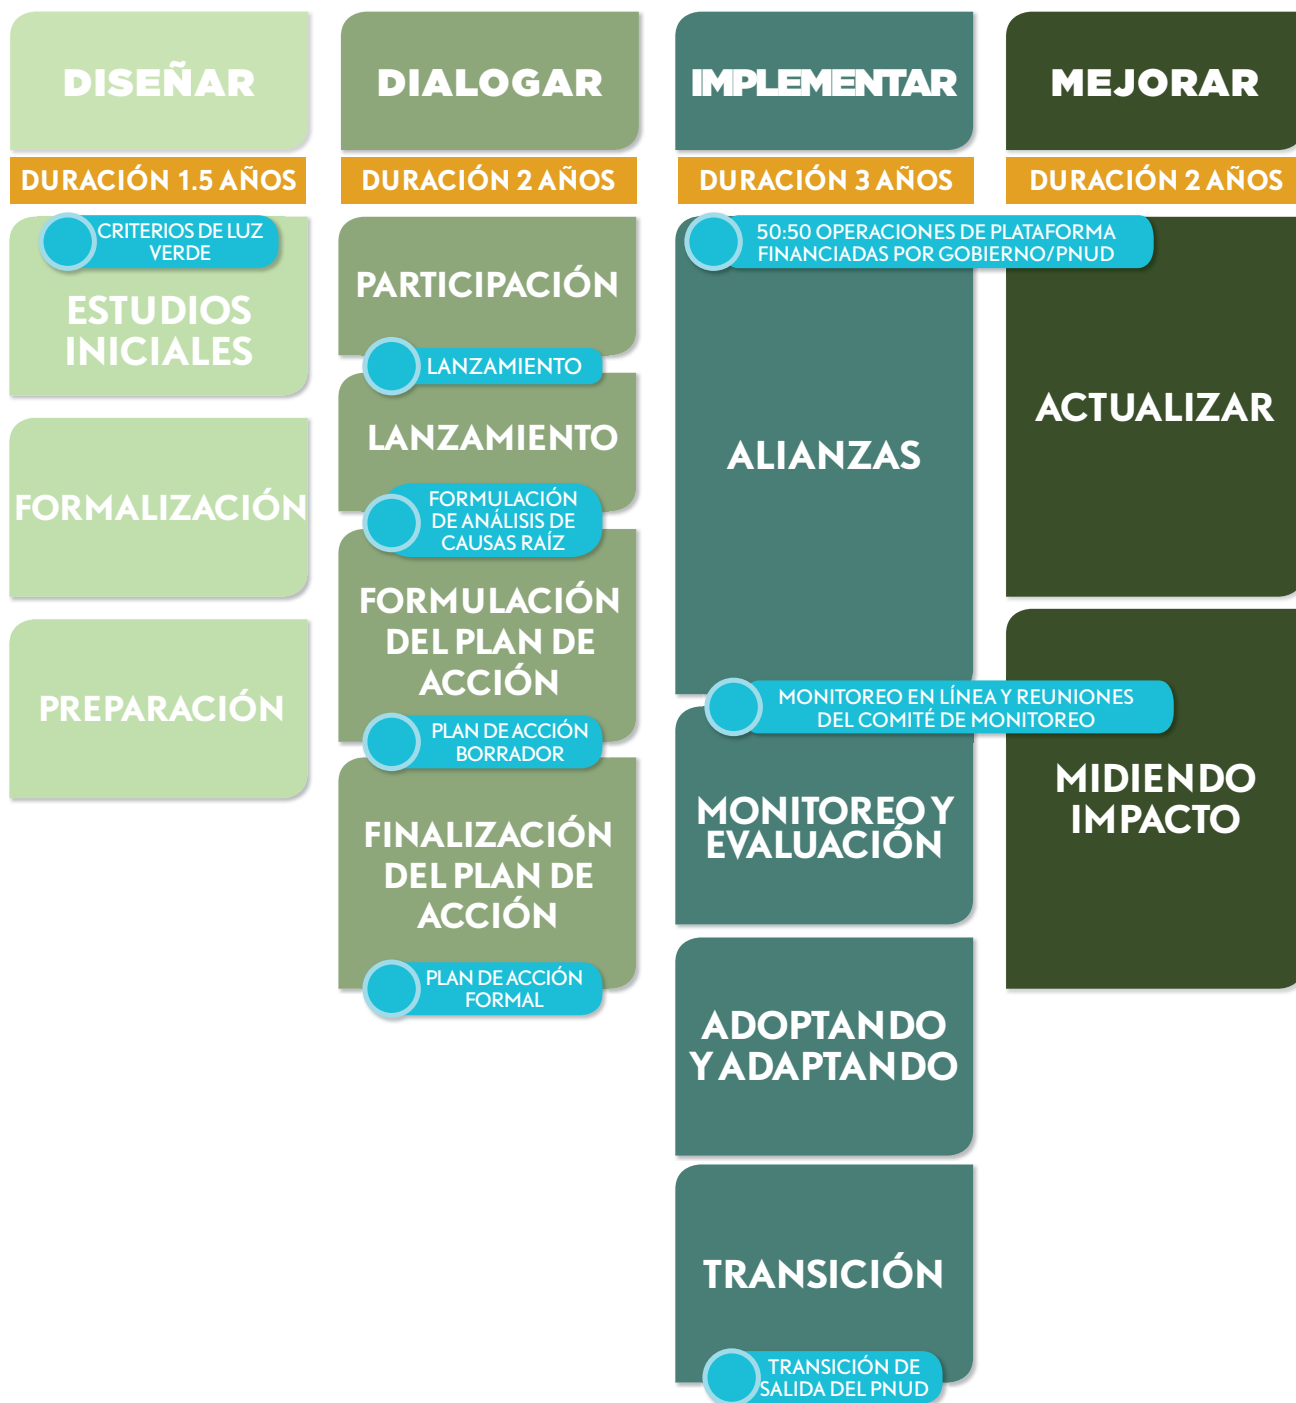 DISEÑAR
DURACIÓN 1.5 AÑOS
CRITERIOS DE LUZ
VERDE
ESTUDIOS
INICIALES
FORMALIZACIÓN
PREPARACIÓN
DIALOGAR
DURACIÓN 2 AÑOS
PARTICIPACIÓN
LANZAMIENTO
LANZAMIENTO
FORMULACIÓN
DE ANÁLISIS DE
CAUSAS RAÍZ
FORMULACIÓN
DEL PLAN DE
ACCIÓN
PLAN DE ACCIÓN
BORRADOR
FINALIZACIÓN
DEL PLAN DE
ACCIÓN
PLAN DE ACCIÓN
FORMAL
IMPLEMENTAR
DURACIÓN 3 AÑOS
50:50 OPERACIONES DE PLATAFORMA
FINANCIADAS POR GOBIERNO/PNUD
ALIANZAS
MONITOREO EN LÍNEA Y REUNIONES
DEL COMITÉ DE MONITOREO
MONITOREO Y
EVALUACIÓN
ADOPTANDO
Y ADAPTANDO
TRANSICIÓN
TRANSICIÓN DE
SALIDA DEL PNUD
MEJORAR
DURACIÓN 2 AÑOS
ACTUALIZAR
MIDIENDO
IMPACTO